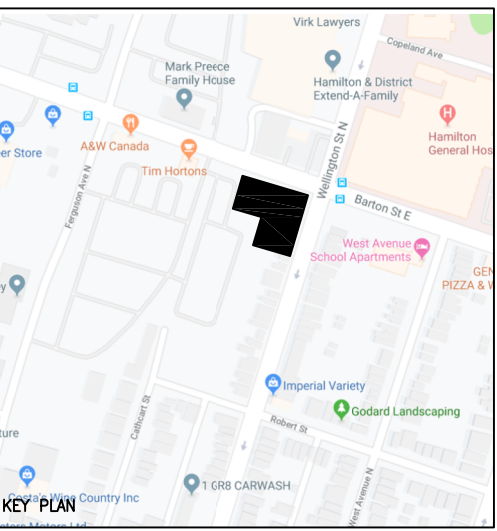 Virk Lawyers
Copeland Ave
Mark Preece
Family House
Hamilton & District
Extend-A-Family
Hamilton
General Hos
er Store
A&W Canada
Tim Hortons
Wellington St N
Barton St E
Ferguson Ave N
West Avenue
School Apartments
GEN
PIZZA & W
y
Imperial Variety
Godard Landscaping
Cathcart St
Robert St
ture
1 GR8 CARWASH
West Avenue N
Costa's Wine Country Inc
KEY PLAN